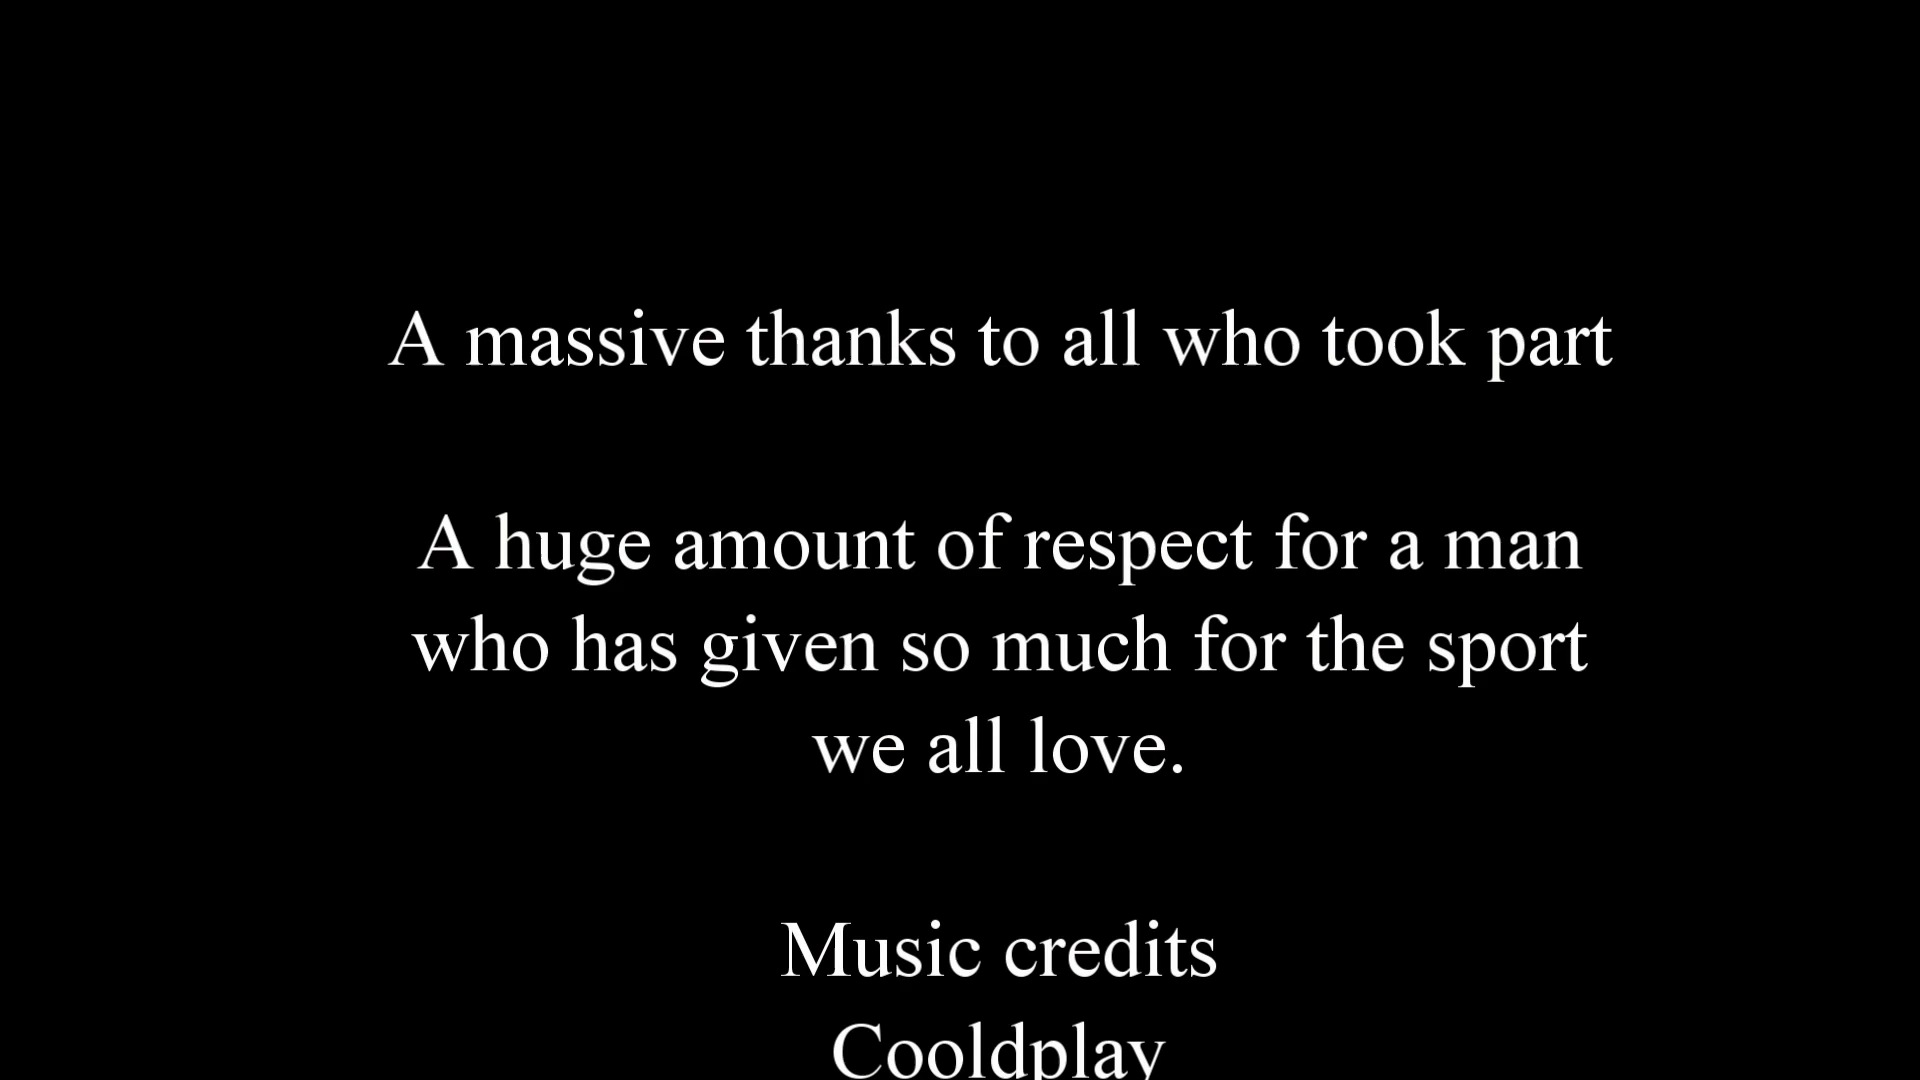 A massive thanks to all who took part
A huge amount of respect for a man
who has given so much for the sport
we all love.
Music credits
Cooldplay